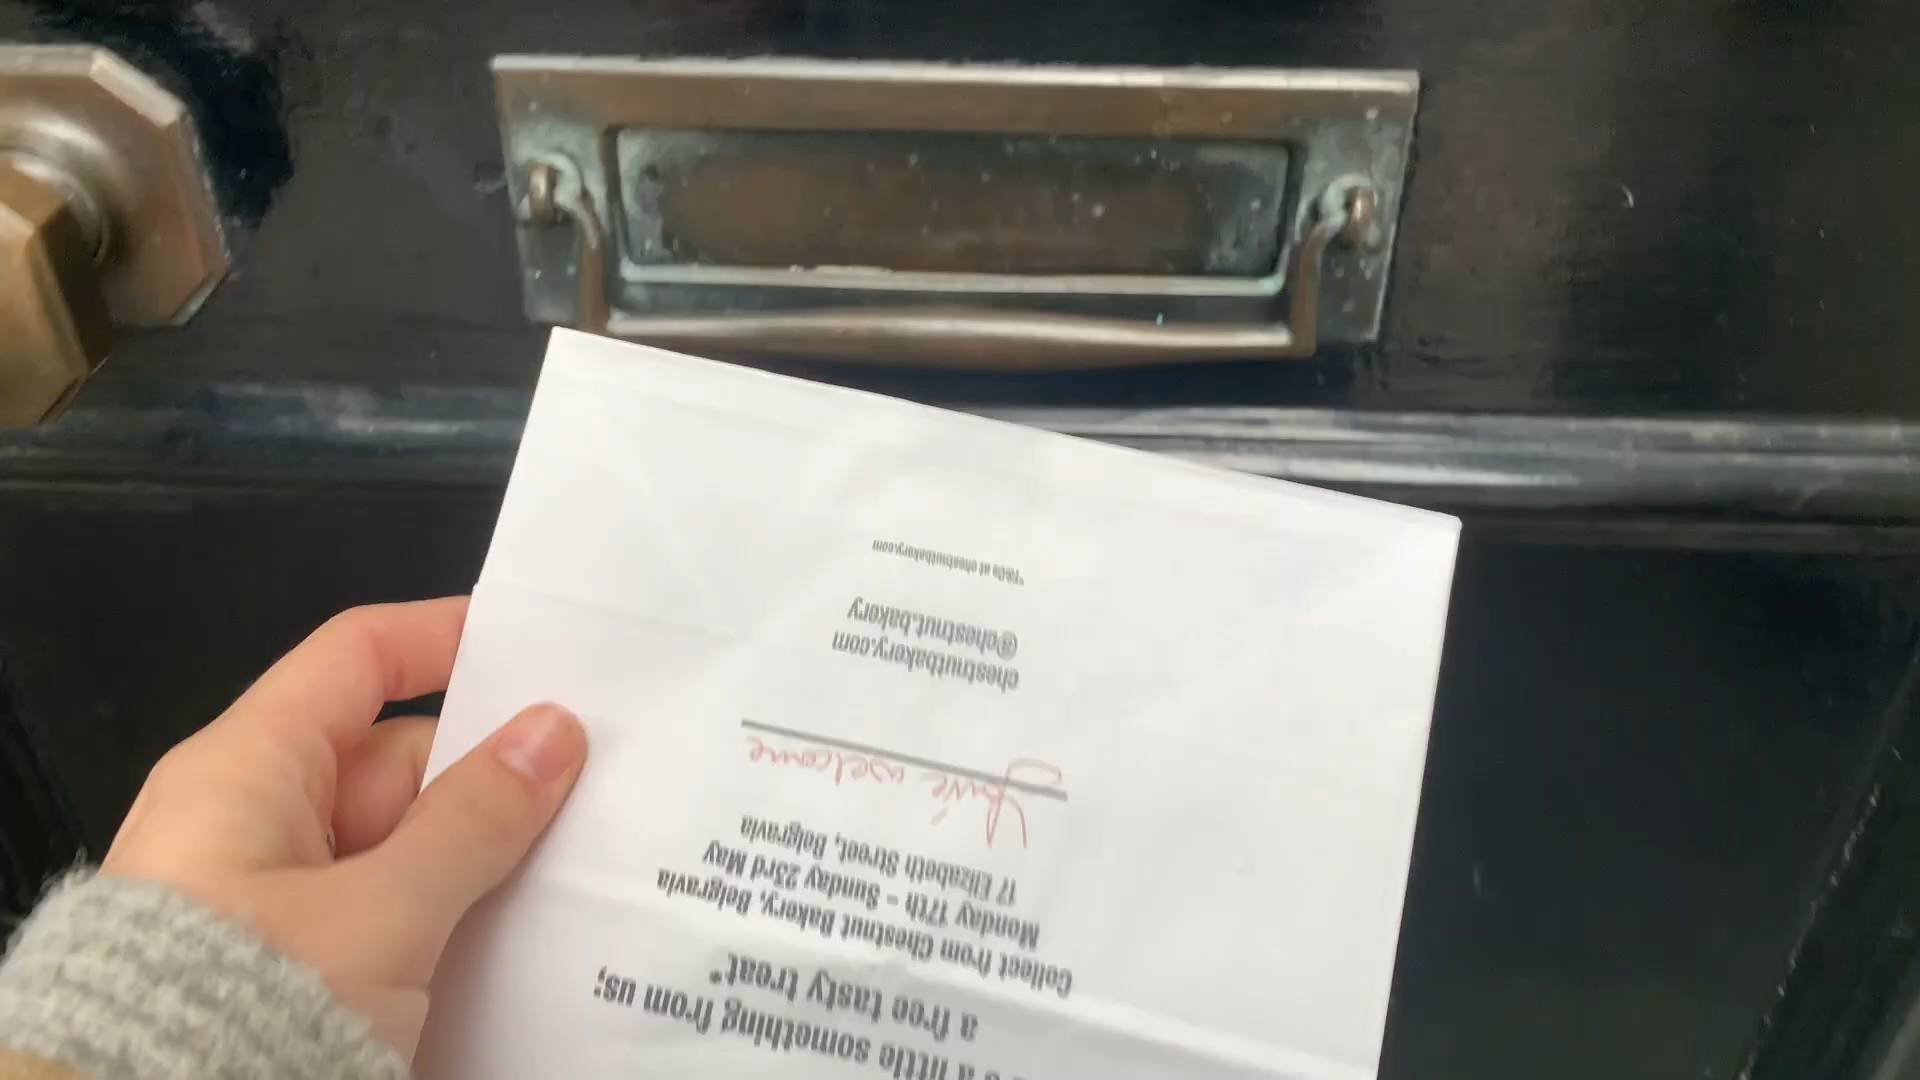 's a little something from us;
a free tasty treat*
Collect from Chestnut Bakery, Belgravia
Monday 17th – Sunday 23rd May
17 Elizabeth Street, Belgravia
You're welcome
chestnutbakery.com
@chestnut.bakery
*T&Cs at chestnutbakery.com